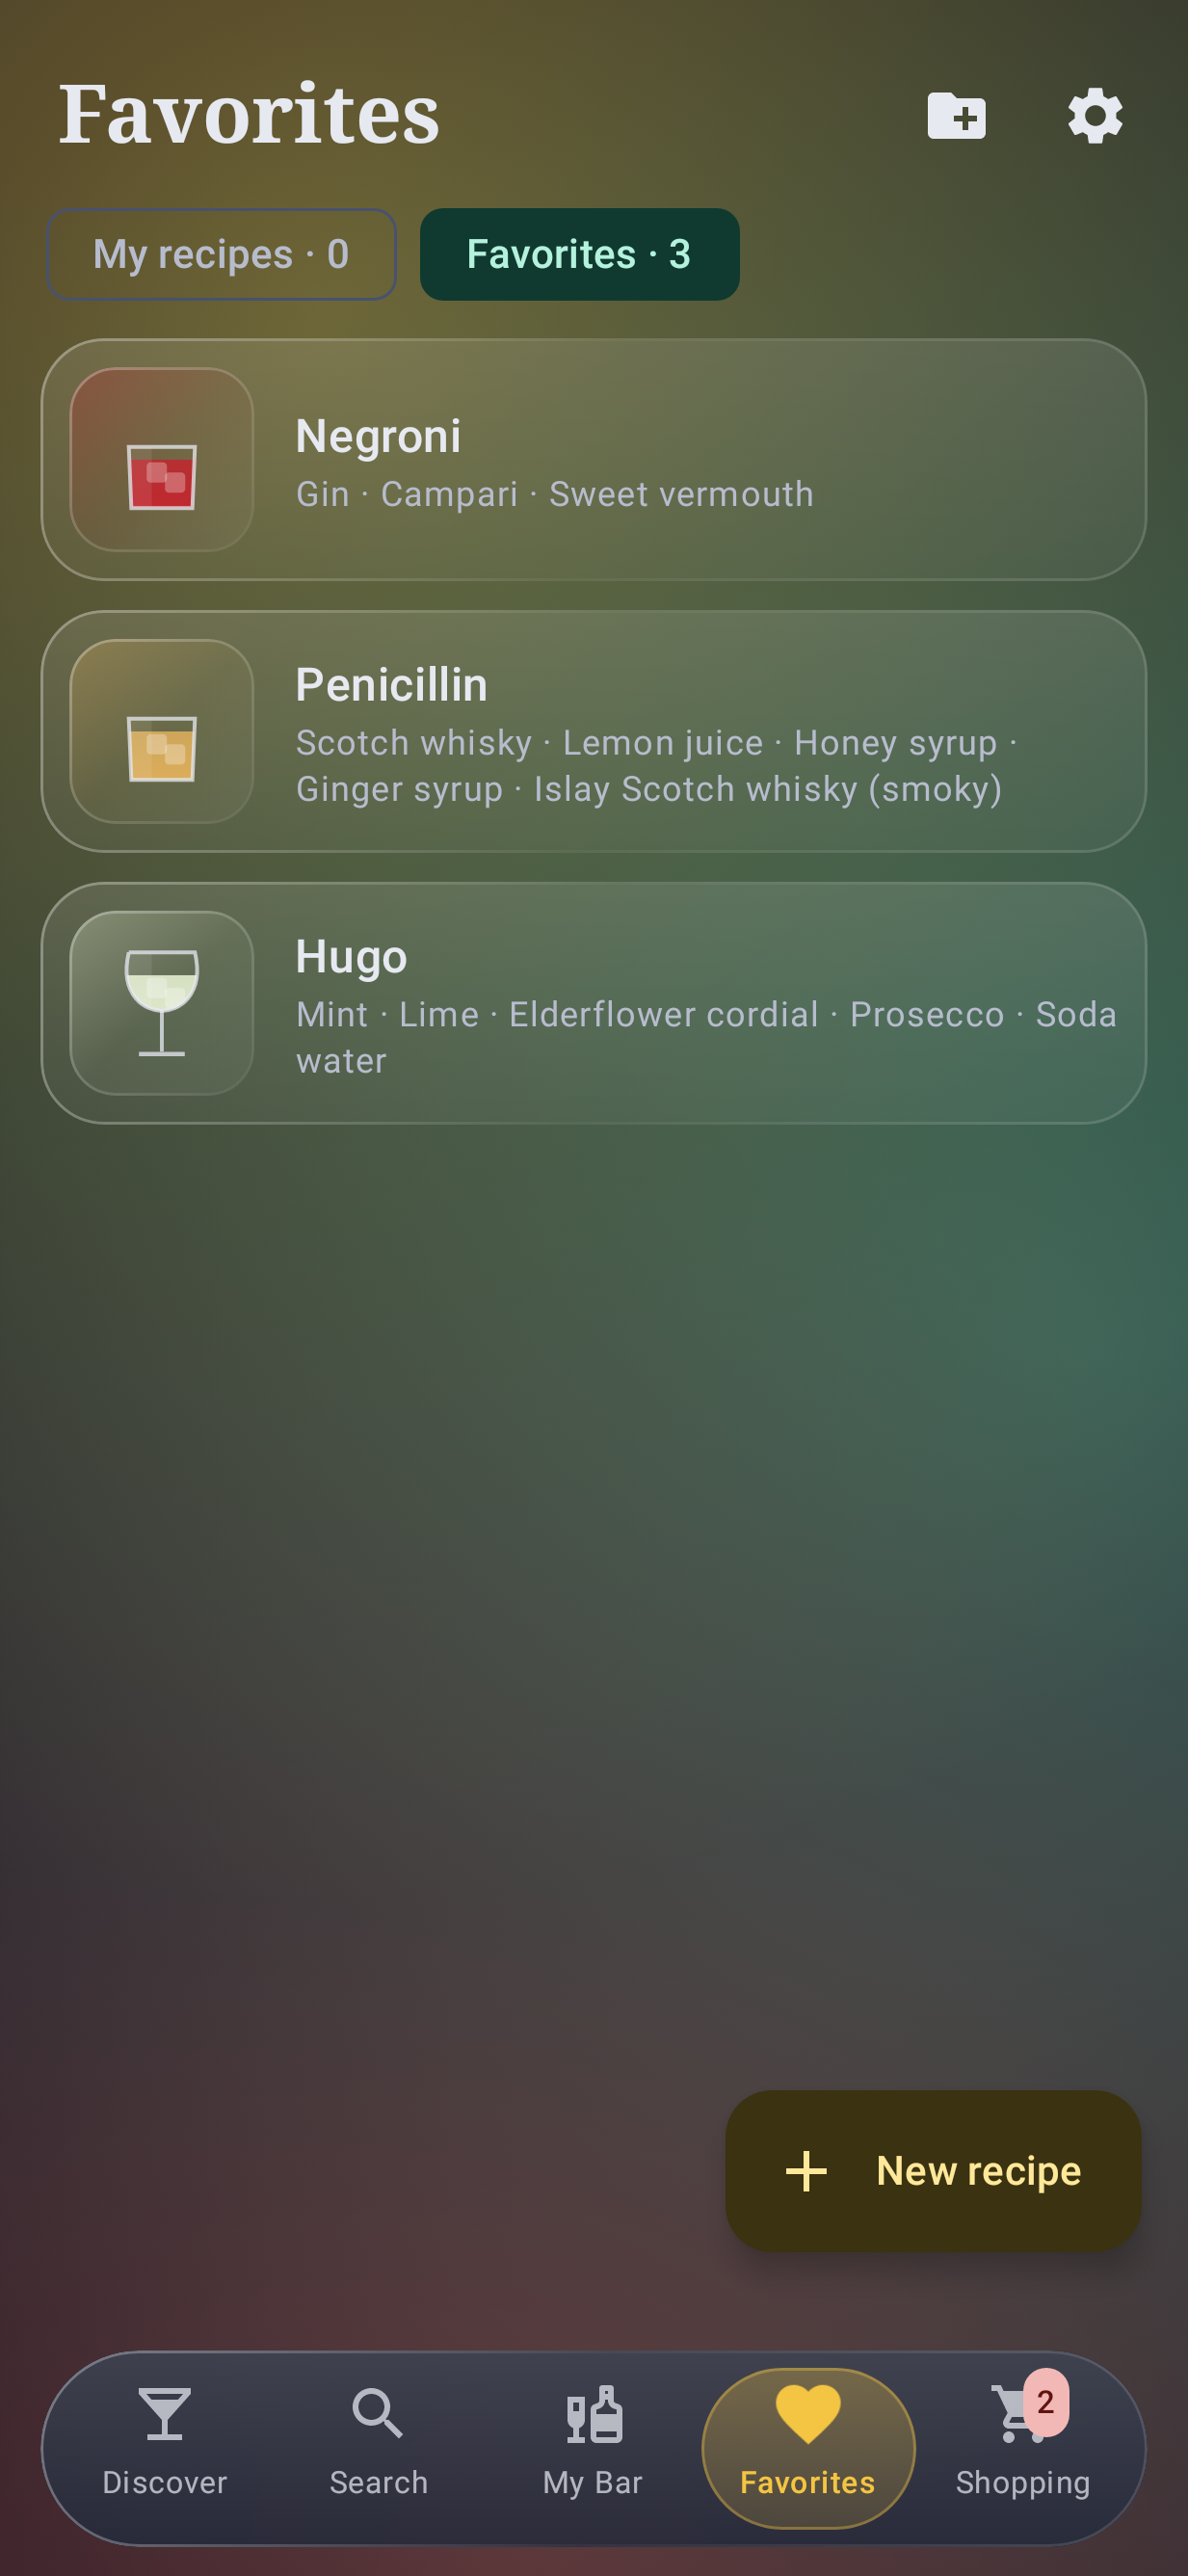 Favorites
My recipes · 0
Favorites · 3
Negroni
Gin · Campari · Sweet vermouth
Penicillin
Scotch whisky · Lemon juice · Honey syrup ·
Ginger syrup · Islay Scotch whisky (smoky)
Hugo
Mint · Lime · Elderflower cordial · Prosecco · Soda
water
New recipe
2
Discover
Search
My Bar
Favorites
Shopping